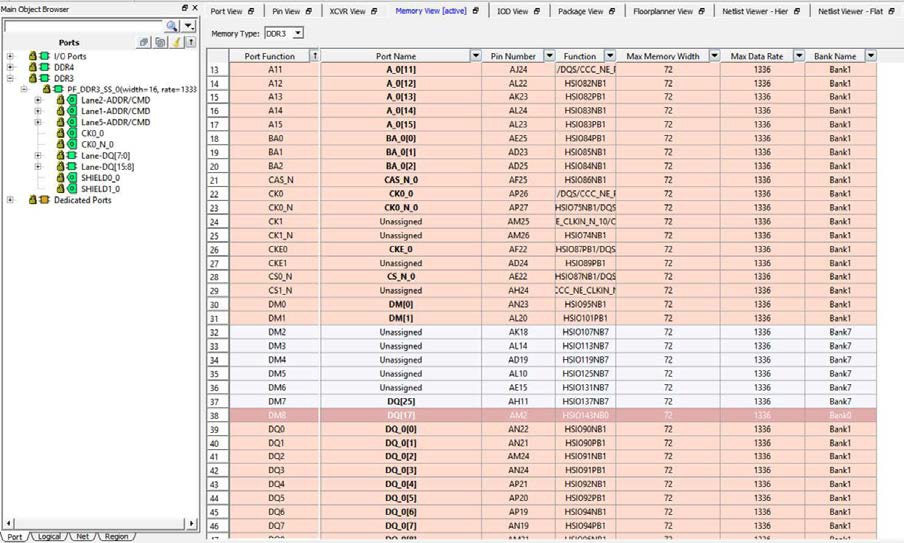 Main Object Browser
Port View Pin View XCVR View Memory View [active] IOD View Package View Floorplanner View Netlist Viewer - Hier Netlist Viewer - Flat
Memory Type: DDR3
Ports
I/O Ports
DDR4
DDR3
PF_DDR3_SS_0(width=16, rate=1333
Lane2-ADDR/CMD
Lane1-ADDR/CMD
Lane5-ADDR/CMD
CK0_0
CK0_N_0
Lane-DQ[7:0]
Lane-DQ[15:8]
SHIELD0_0
SHIELD1_0
Dedicated Ports
Port Function Port Name Pin Number Function Max Memory Width Max Data Rate Bank Name
13 A11 A_0[11] AJ24 /DQS/CCC_NE_F 72 1336 Bank1
14 A12 A_0[12] AL22 HSIO82NB1 72 1336 Bank1
15 A13 A_0[13] AK23 HSIO82PB1 72 1336 Bank1
16 A14 A_0[14] AL24 HSIO83NB1 72 1336 Bank1
17 A15 A_0[15] AL23 HSIO83PB1 72 1336 Bank1
18 BA0 BA_0[0] AE25 HSIO84PB1 72 1336 Bank1
19 BA1 BA_0[1] AD23 HSIO85NB1 72 1336 Bank1
20 BA2 BA_0[2] AD25 HSIO84NB1 72 1336 Bank1
21 CAS_N CAS_N_0 AF25 HSIO86NB1 72 1336 Bank1
22 CK0 CK0_0 AP26 /DQS/CCC_NE_F 72 1336 Bank1
23 CK0_N CK0_N_0 AP27 HSIO75NB1/DQS 72 1336 Bank1
24 CK1 Unassigned AM25 E_CLKIN_N_10/C 72 1336 Bank1
25 CK1_N Unassigned AM26 HSIO74NB1 72 1336 Bank1
26 CKE0 CKE_0 AF22 HSIO87PB1/DQS 72 1336 Bank1
27 CKE1 Unassigned AD24 HSIO89PB1 72 1336 Bank1
28 CS0_N CS_N_0 AE22 HSIO87NB1/DQS 72 1336 Bank1
29 CS1_N Unassigned AH24 CCC_NE_CLKIN_N 72 1336 Bank1
30 DM0 DM[0] AN23 HSIO95NB1 72 1336 Bank1
31 DM1 DM[1] AL20 HSIO101PB1 72 1336 Bank1
32 DM2 Unassigned AK18 HSIO107NB7 72 1336 Bank7
33 DM3 Unassigned AL14 HSIO113NB7 72 1336 Bank7
34 DM4 Unassigned AD19 HSIO119NB7 72 1336 Bank7
35 DM5 Unassigned AL10 HSIO125NB7 72 1336 Bank7
36 DM6 Unassigned AE15 HSIO131NB7 72 1336 Bank7
37 DM7 DQ[25] AH11 HSIO137NB7 72 1336 Bank7
38 DM8 DQ[17] AM2 HSIO143NB0 72 1336 Bank0
39 DQ0 DQ_0[0] AN22 HSIO90NB1 72 1336 Bank1
40 DQ1 DQ_0[1] AN21 HSIO90PB1 72 1336 Bank1
41 DQ2 DQ_0[2] AM24 HSIO91NB1 72 1336 Bank1
42 DQ3 DQ_0[3] AN24 HSIO91PB1 72 1336 Bank1
43 DQ4 DQ_0[4] AP21 HSIO92NB1 72 1336 Bank1
44 DQ5 DQ_0[5] AP20 HSIO92PB1 72 1336 Bank1
45 DQ6 DQ_0[6] AP19 HSIO94NB1 72 1336 Bank1
46 DQ7 DQ_0[7] AN19 HSIO94PB1 72 1336 Bank1
Port Logical Net Region